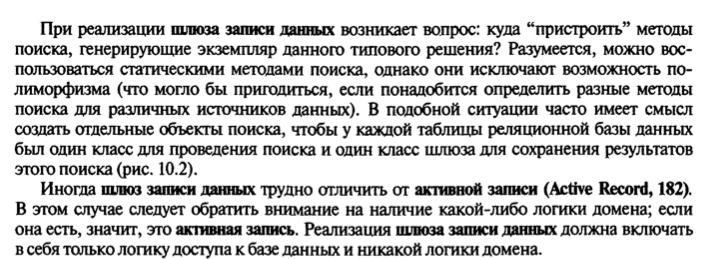 При реализации шлюза записи данных возникает вопрос: куда “пристроить” методы
поиска, генерирующие экземпляр данного типового решения? Разумеется, можно вос-
пользоваться статическими методами поиска, однако они исключают возможность по-
лиморфизма (что могло бы пригодиться, если понадобится определить разные методы
поиска для различных источников данных). В подобной ситуации часто имеет смысл
создать отдельные объекты поиска, чтобы у каждой таблицы реляционной базы данных
был один класс для проведения поиска и один класс шлюза для сохранения результатов
этого поиска (рис. 10.2).
Иногда шлюз записи данных трудно отличить от активной записи (Active Record, 182).
В этом случае следует обратить внимание на наличие какой-либо логики домена; если
она есть, значит, это активная запись. Реализация шлюза записи данных должна включать
в себя только логику доступа к базе данных и никакой логики домена.